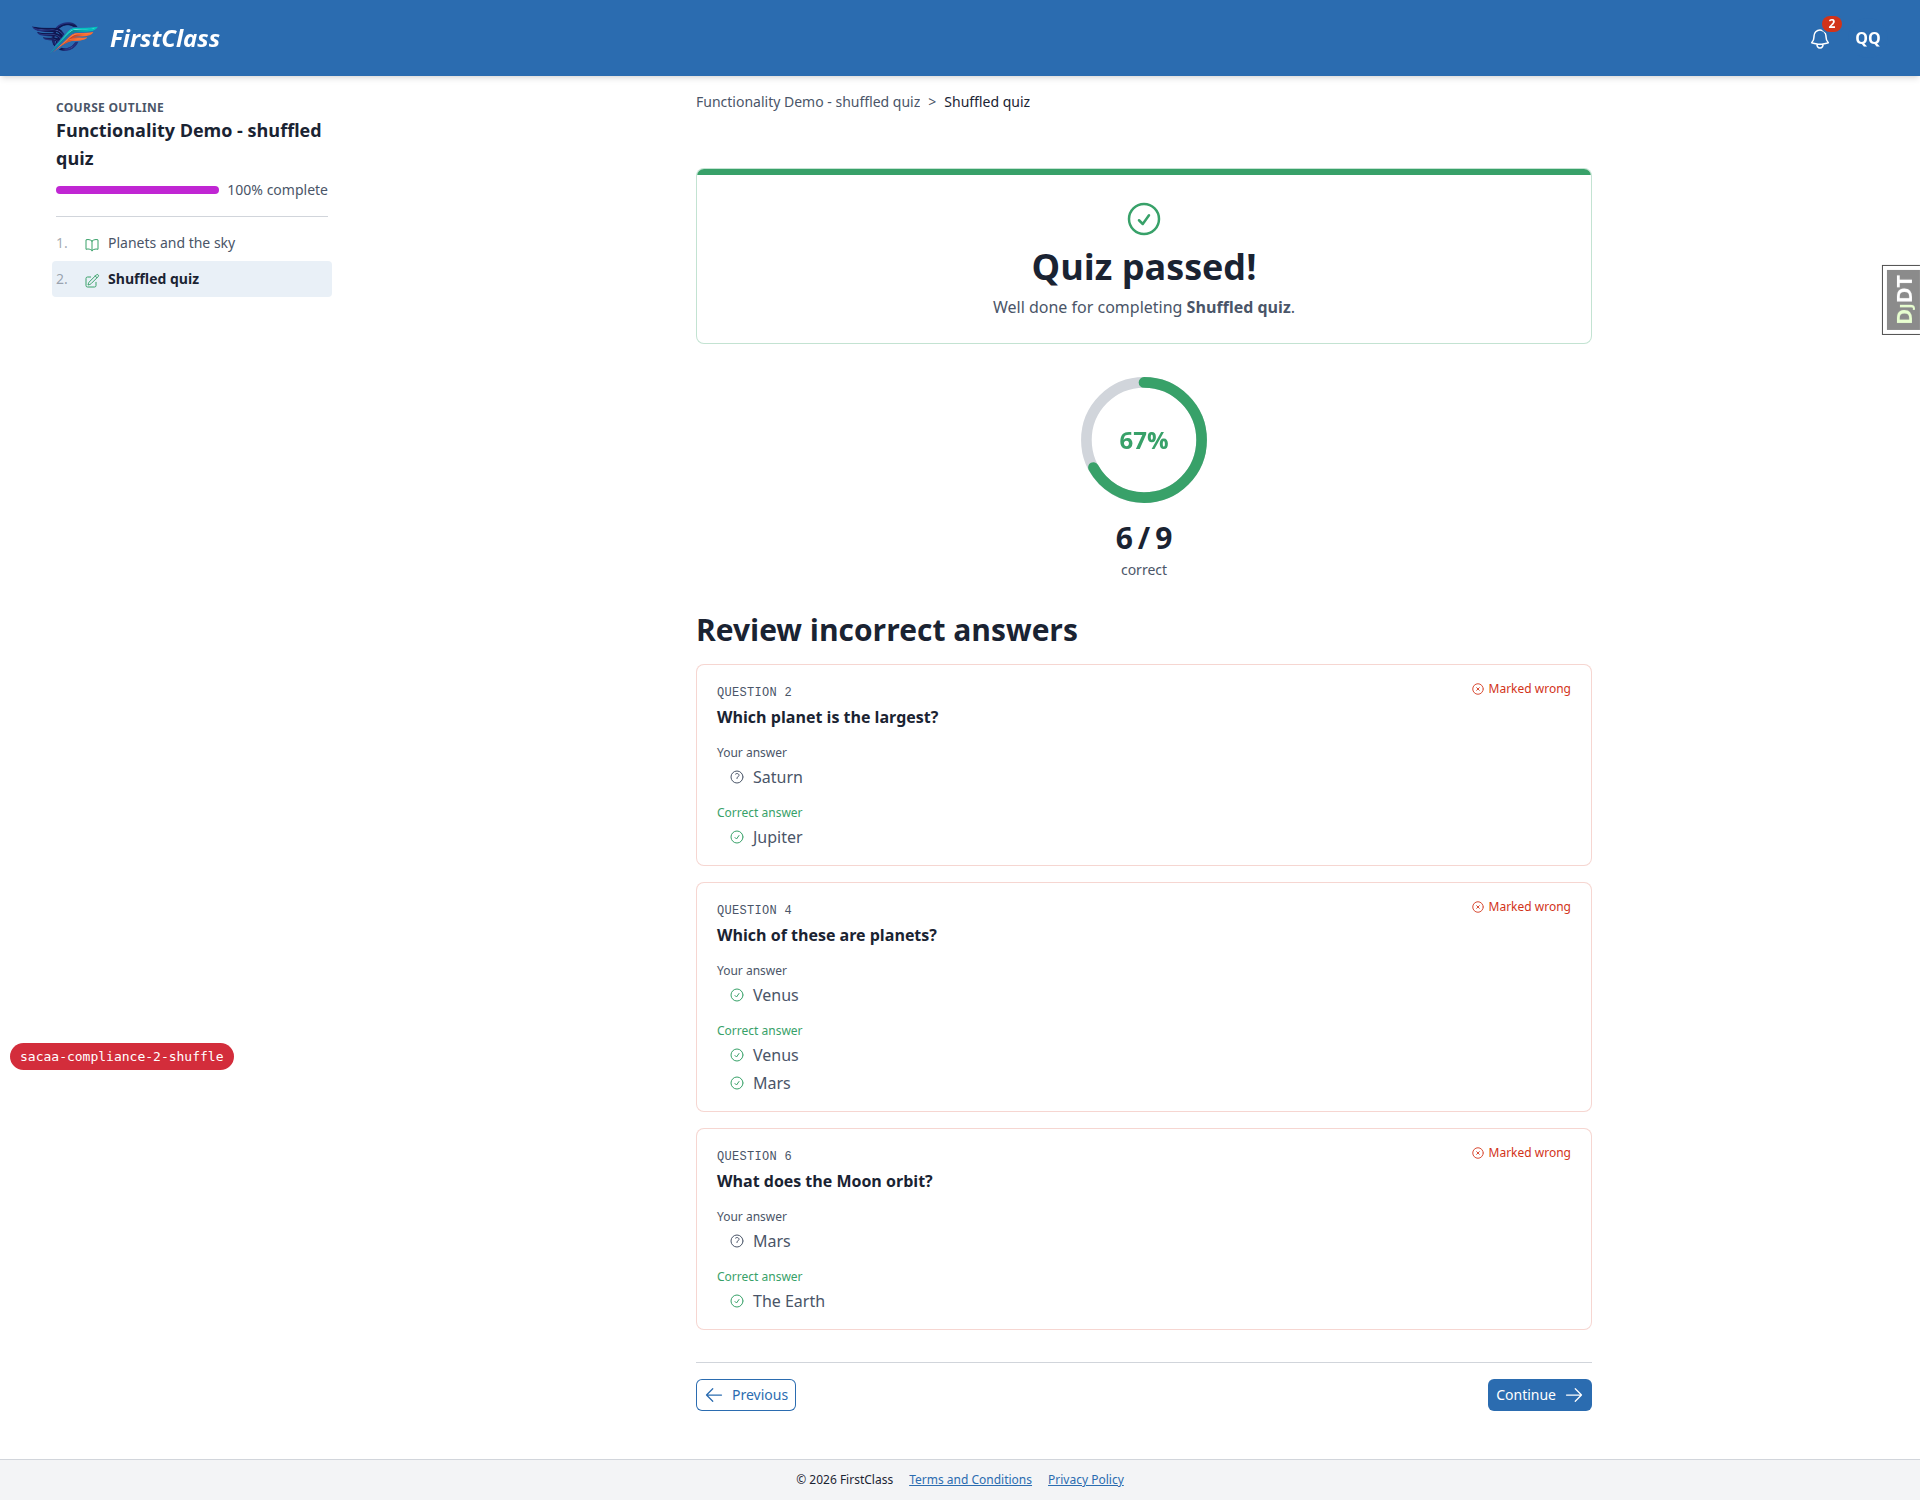 FirstClass
2
QQ
COURSE OUTLINE
Functionality Demo - shuffled
quiz
100% complete
1. Planets and the sky
2. Shuffled quiz
Functionality Demo - shuffled quiz > Shuffled quiz
Quiz passed!
Well done for completing Shuffled quiz.
67%
6 / 9
correct
DJDT
Review incorrect answers
QUESTION 2
Marked wrong
Which planet is the largest?
Your answer
Saturn
Correct answer
Jupiter
QUESTION 4
Marked wrong
Which of these are planets?
Your answer
Venus
Correct answer
Venus
Mars
sacaa-compliance-2-shuffle
QUESTION 6
Marked wrong
What does the Moon orbit?
Your answer
Mars
Correct answer
The Earth
Previous
Continue
© 2026 FirstClass Terms and Conditions Privacy Policy